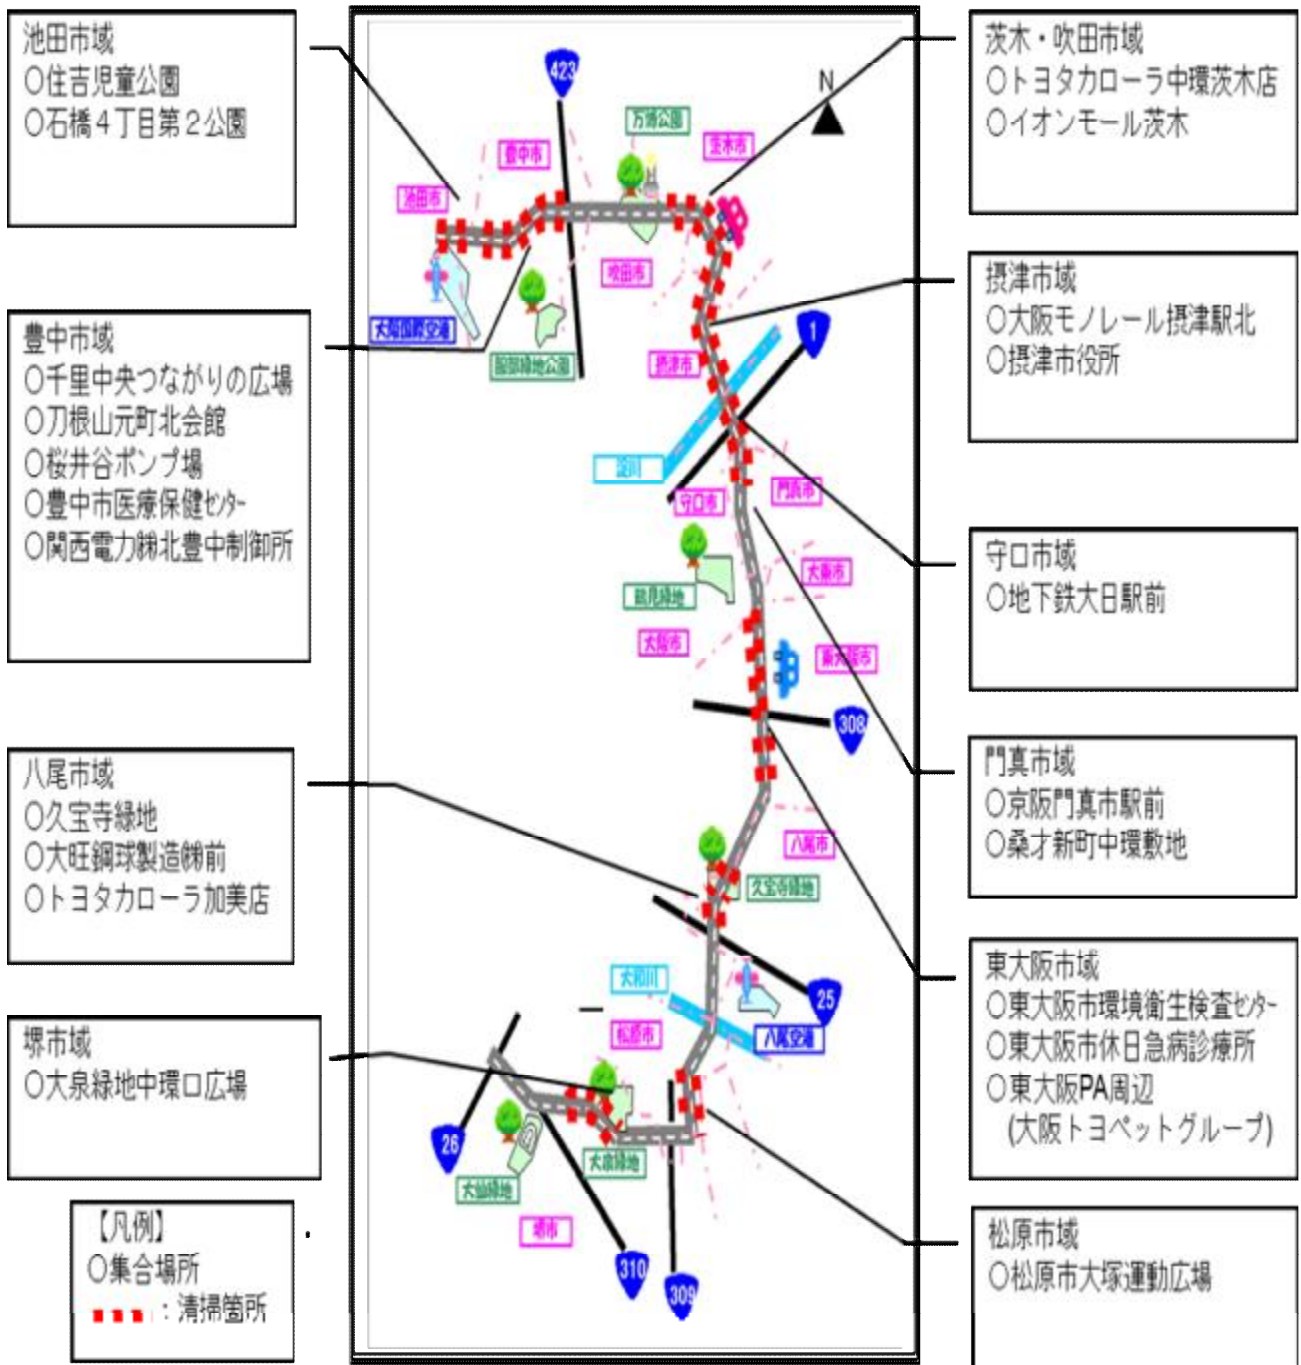 池田市域
○住吉児童公園
○石橋４丁目第２公園
豊中市域
○千里中央つながりの広場
○刀根山元町北会館
○桜井谷ポンプ場
○豊中市医療保健ｾﾝﾀｰ
○関西電力㈱北豊中制御所
八尾市域
○久宝寺緑地
○大旺鋼球製造㈱前
○トヨタカローラ加美店
堺市域
○大泉緑地中環口広場
【凡例】
○集合場所
：清掃箇所
423
万博公園
N
豊中市
茨木市
池田市
吹田市
大阪国際空港
服部緑地公園
摂津市
1
淀川
守口市
門真市
大東市
鶴見緑地
大阪市
東大阪市
308
八尾市
久宝寺緑地
大和川
25
松原市
八尾空港
26
大仙緑地
大泉緑地
堺市
310
309
茨木・吹田市域
○トヨタカローラ中環茨木店
○イオンモール茨木
摂津市域
○大阪モノレール摂津駅北
○摂津市役所
守口市域
○地下鉄大日駅前
門真市域
○京阪門真市駅前
○桑才新町中環敷地
東大阪市域
○東大阪市環境衛生検査ｾﾝﾀｰ
○東大阪市休日急病診療所
○東大阪PA周辺
(大阪トヨペットグループ)
松原市域
○松原市大塚運動広場